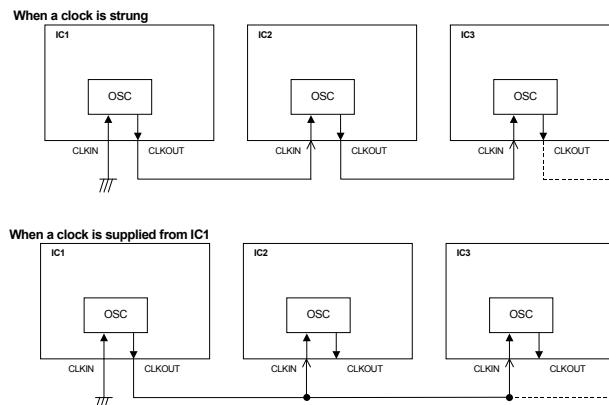 When a clock is strung
IC1 IC2 IC3
OSC OSC OSC
CLKIN CLKOUT CLKIN CLKOUT CLKIN CLKOUT
When a clock is supplied from IC1
IC1 IC2 IC3
OSC OSC OSC
CLKIN CLKOUT CLKIN CLKOUT CLKIN CLKOUT